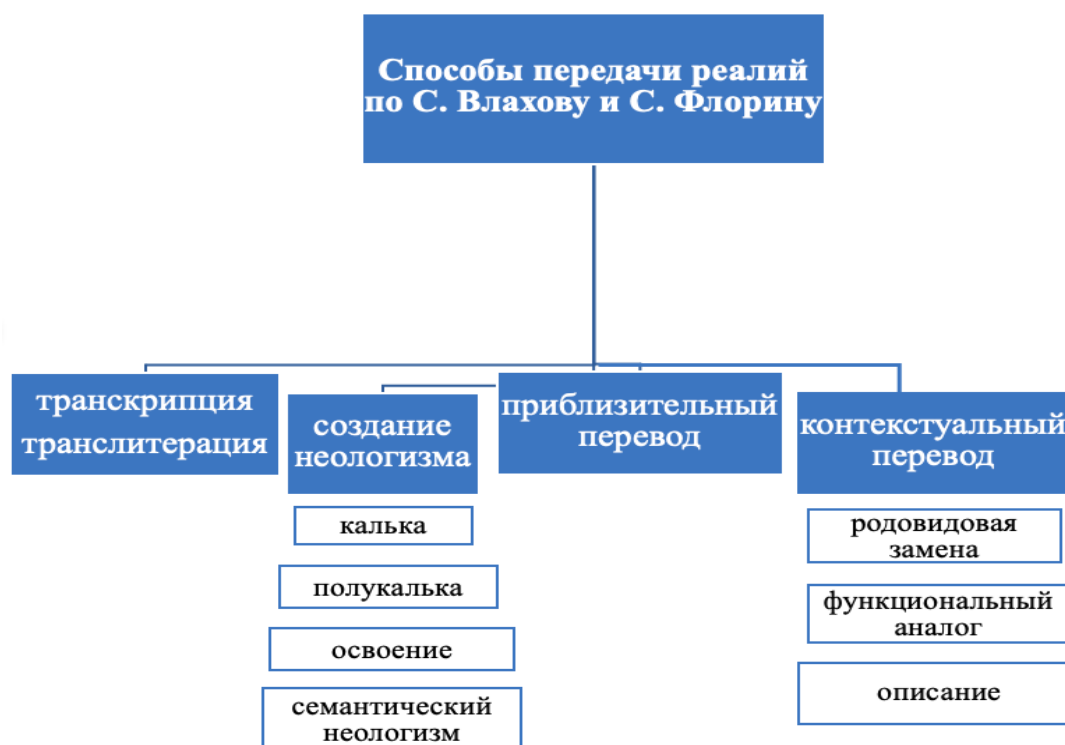 Способы передачи реалий
по С. Влахову и С. Флорину
транскрипция
транслитерация
создание
неологизма
калька
полукалька
освоение
семантический
неологизм
приблизительный
перевод
контекстуальный
перевод
родовидовая
замена
функциональный
аналог
описание